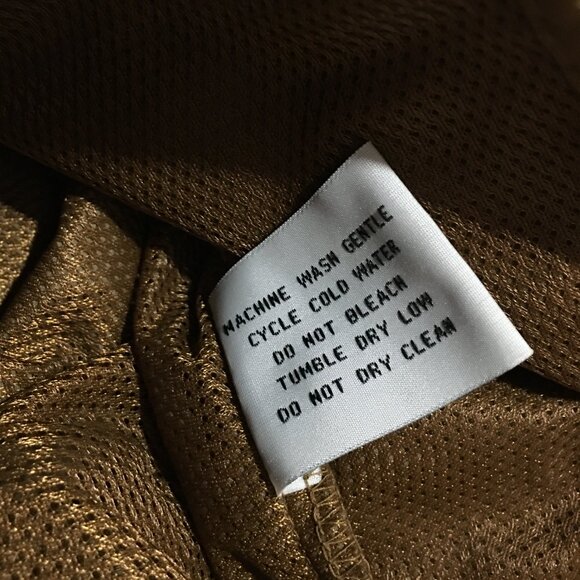 MACHINE WASH GENTLE
CYCLE COLD WATER
DO NOT BLEACH
TUMBLE DRY LOW
DO NOT DRY CLEAN